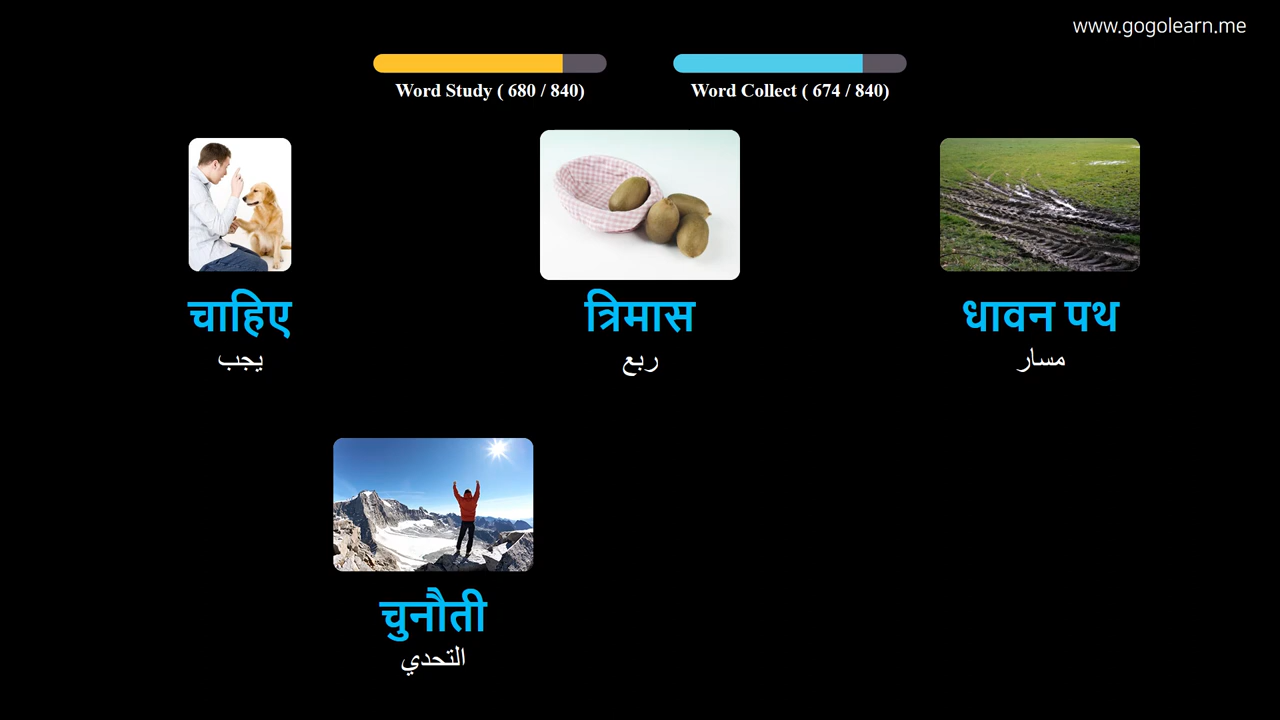 www.gogolearn.me
Word Study ( 680 / 840)
Word Collect ( 674 / 840)
चाहिए
يجب
त्रिमास
ربع
धावन पथ
مسار
चुनौती
التحدي